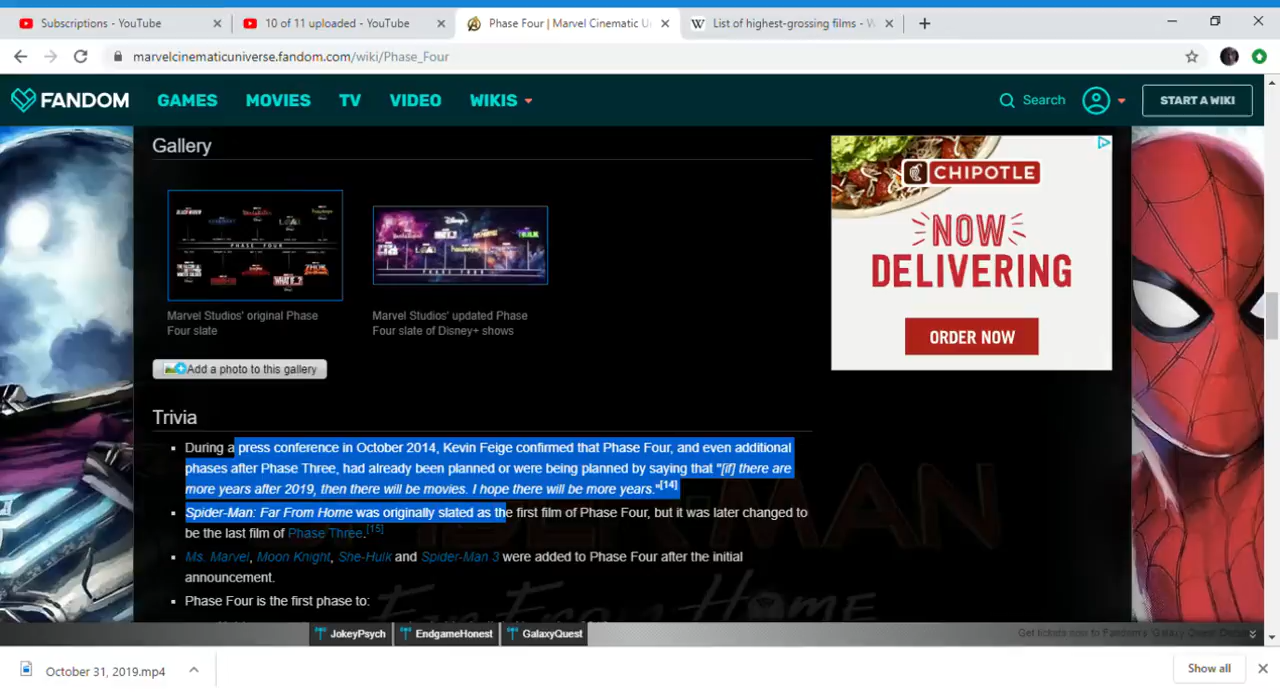 Subscriptions - YouTube
10 of 11 uploaded - YouTube
Phase Four | Marvel Cinematic U
List of highest-grossing films - W
marvelcinematicuniverse.fandom.com/wiki/Phase_Four
FANDOM GAMES MOVIES TV VIDEO WIKIS Search START A WIKI
Gallery
PHASE FOUR
Disney+
PHASE FOUR
Marvel Studios' original Phase
Four slate
Marvel Studios' updated Phase
Four slate of Disney+ shows
Add a photo to this gallery
CHIPOTLE
NOW
DELIVERING
ORDER NOW
Trivia
During a press conference in October 2014, Kevin Feige confirmed that Phase Four, and even additional
phases after Phase Three, had already been planned or were being planned by saying that "[if] there are
more years after 2019, then there will be movies. I hope there will be more years."[14]
Spider-Man: Far From Home was originally slated as the first film of Phase Four, but it was later changed to
be the last film of Phase Three.[15]
Ms. Marvel, Moon Knight, She-Hulk and Spider-Man 3 were added to Phase Four after the initial
announcement.
Phase Four is the first phase to:
Far From Home
JokeyPsych EndgameHonest GalaxyQuest
October 31, 2019.mp4
Show all